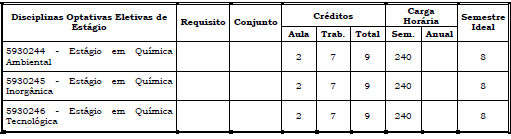 Disciplinas Optativas Eletivas de Estágio Requisito Conjunto Créditos Carga Horária Semestre Ideal
Aula Trab. Total Sem. Anual
5930244 - Estágio em Química Ambiental 2 7 9 240 8
5930245 - Estágio em Química Inorgânica 2 7 9 240 8
5930246 - Estágio em Química Tecnológica 2 7 9 240 8